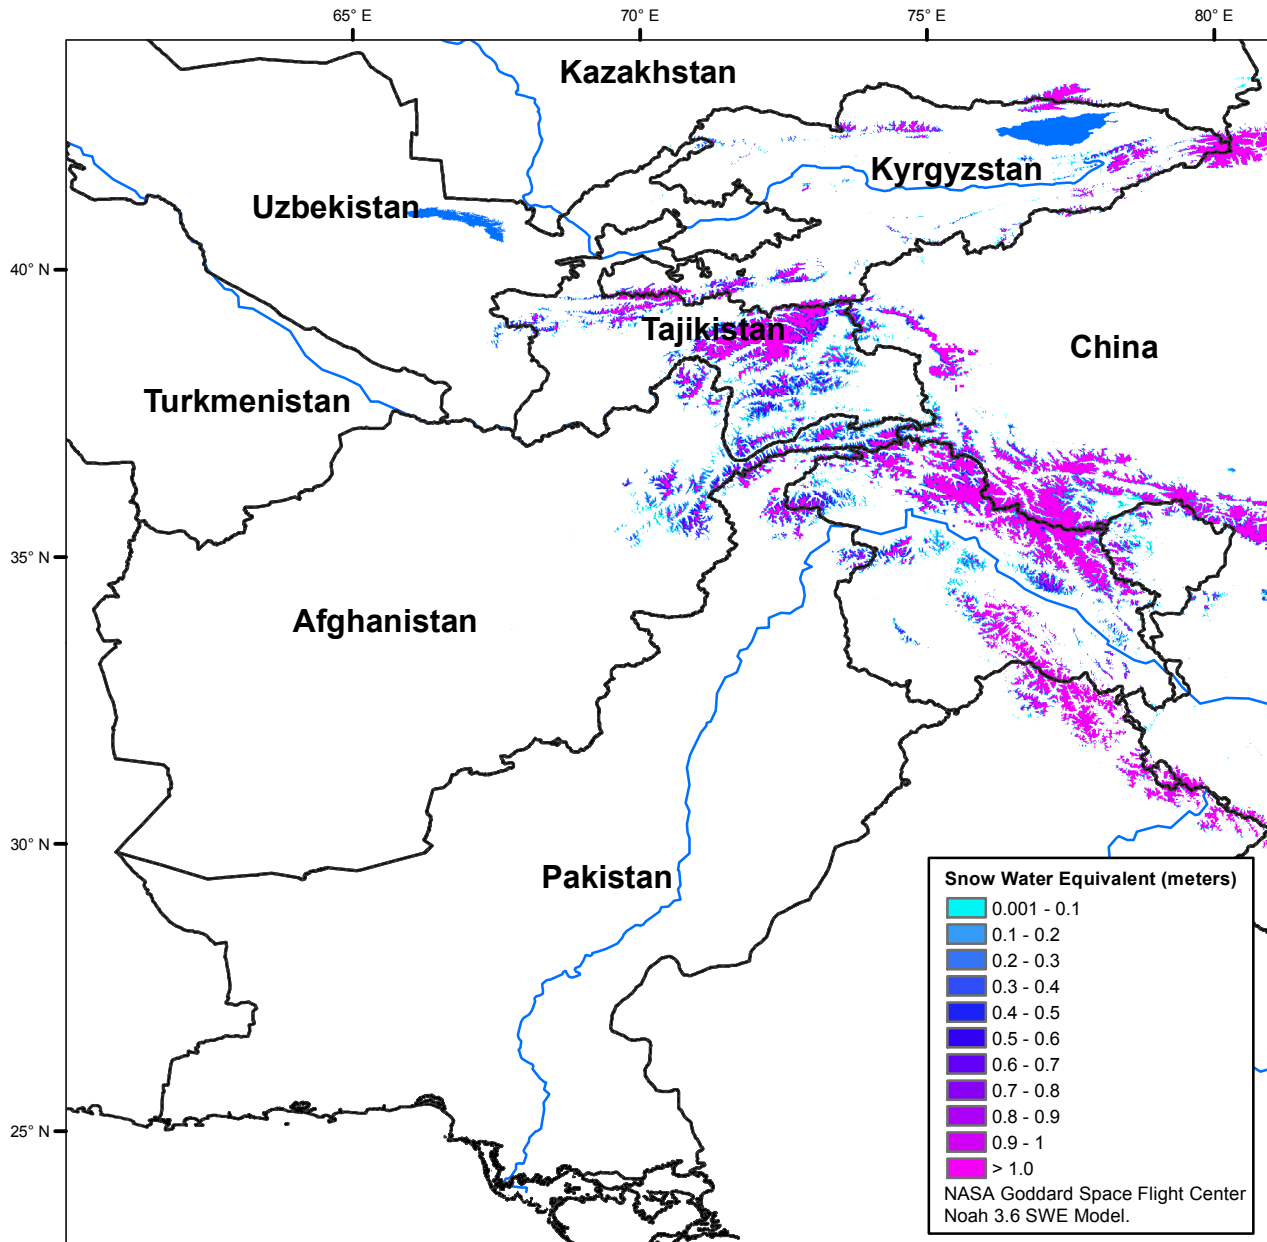 65° E
70° E
75° E
80° E
Kazakhstan
Kyrgyzstan
Uzbekistan
40° N
Tajikistan
China
Turkmenistan
35° N
Afghanistan
30° N
Pakistan
25° N
Snow Water Equivalent (meters)
0.001 - 0.1
0.1 - 0.2
0.2 - 0.3
0.3 - 0.4
0.4 - 0.5
0.5 - 0.6
0.6 - 0.7
0.7 - 0.8
0.8 - 0.9
0.9 - 1
> 1.0
NASA Goddard Space Flight Center
Noah 3.6 SWE Model.